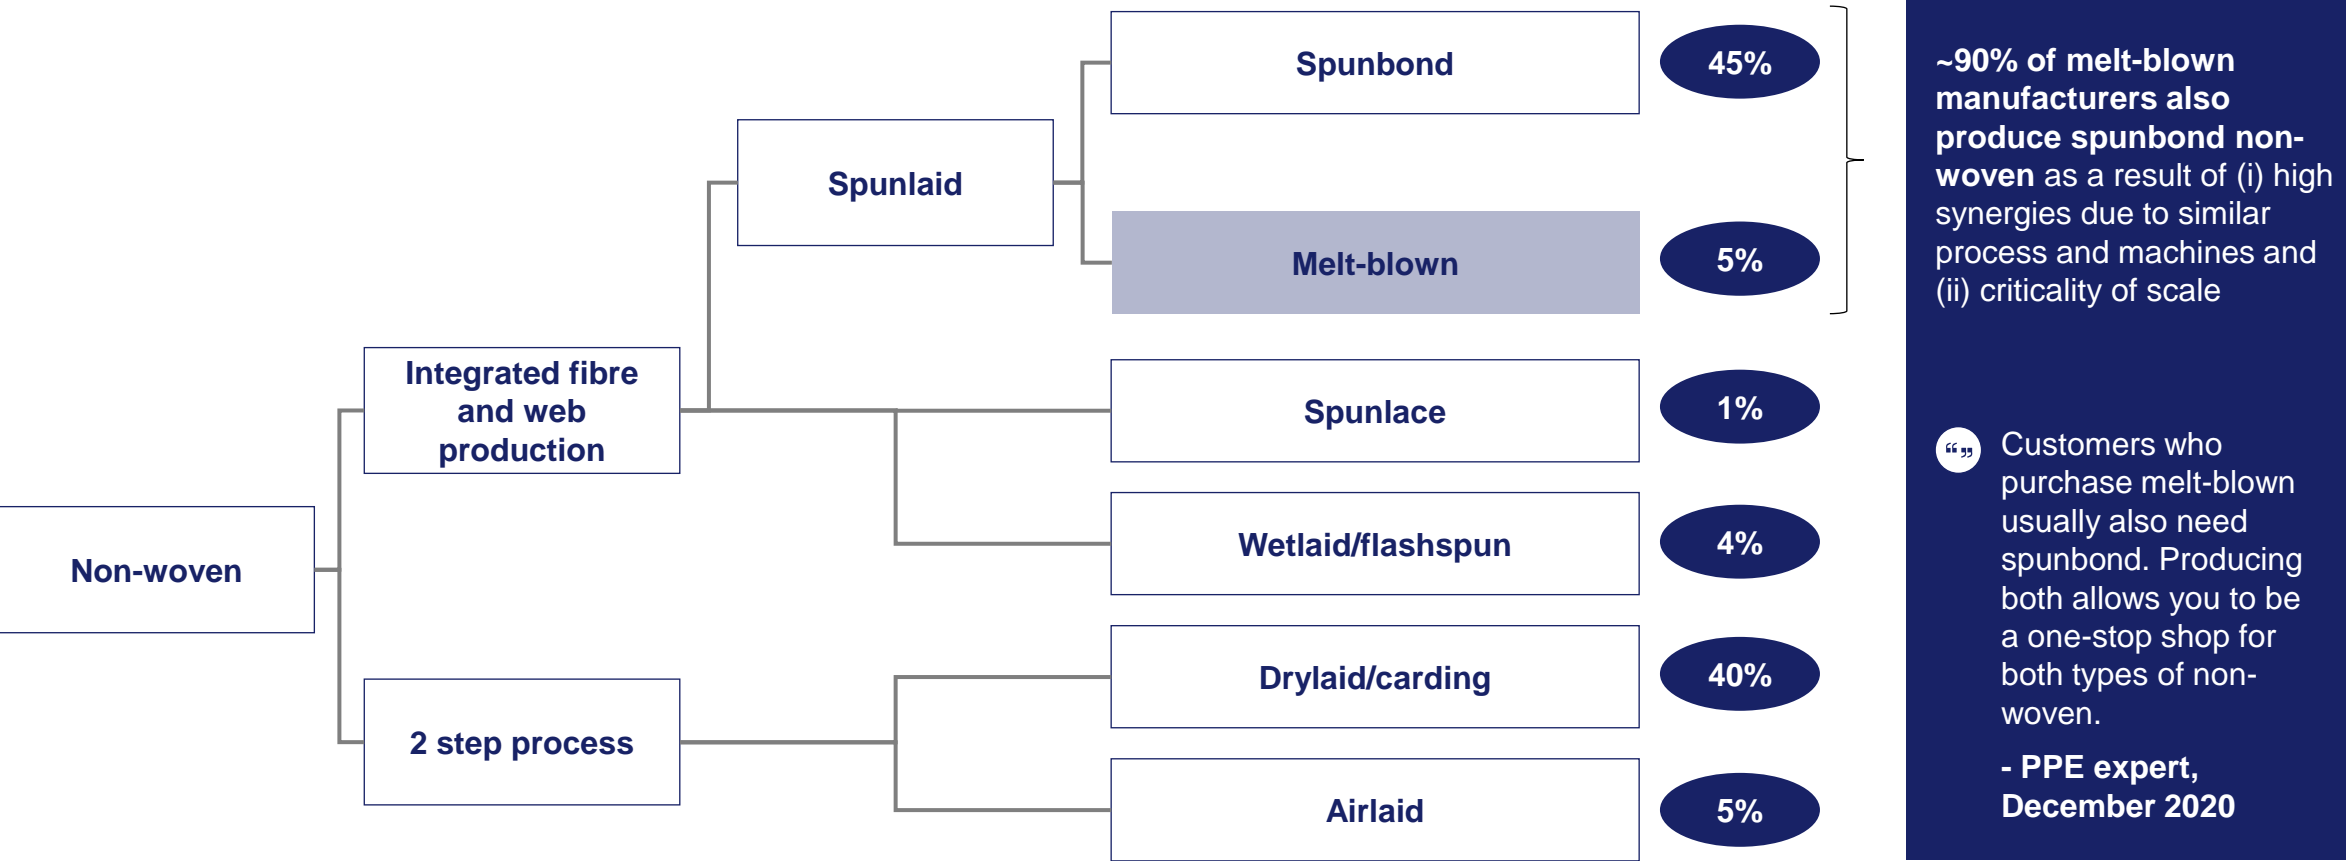 Spunbond
45%
Spunlaid
Melt-blown
5%
Integrated fibre
and web
production
Spunlace
1%
Wetlaid/flashspun
4%
Non-woven
2 step process
Drylaid/carding
40%
Airlaid
5%
~90% of melt-blown
manufacturers also
produce spunbond non-
woven as a result of (i) high
synergies due to similar
process and machines and
(ii) criticality of scale
“„ Customers who
purchase melt-blown
usually also need
spunbond. Producing
both allows you to be
a one-stop shop for
both types of non-
woven.
- PPE expert,
December 2020